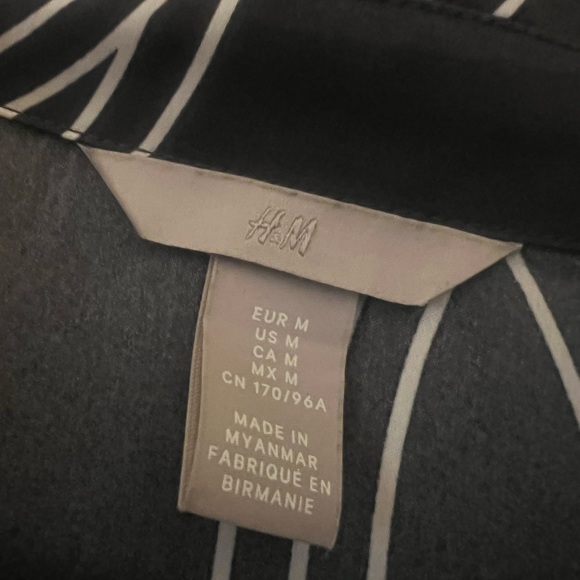 H&M
EUR M
US M
CA M
MX M
CN 170/96A
MADE IN
MYANMAR
FABRIQUÉ EN
BIRMANIE